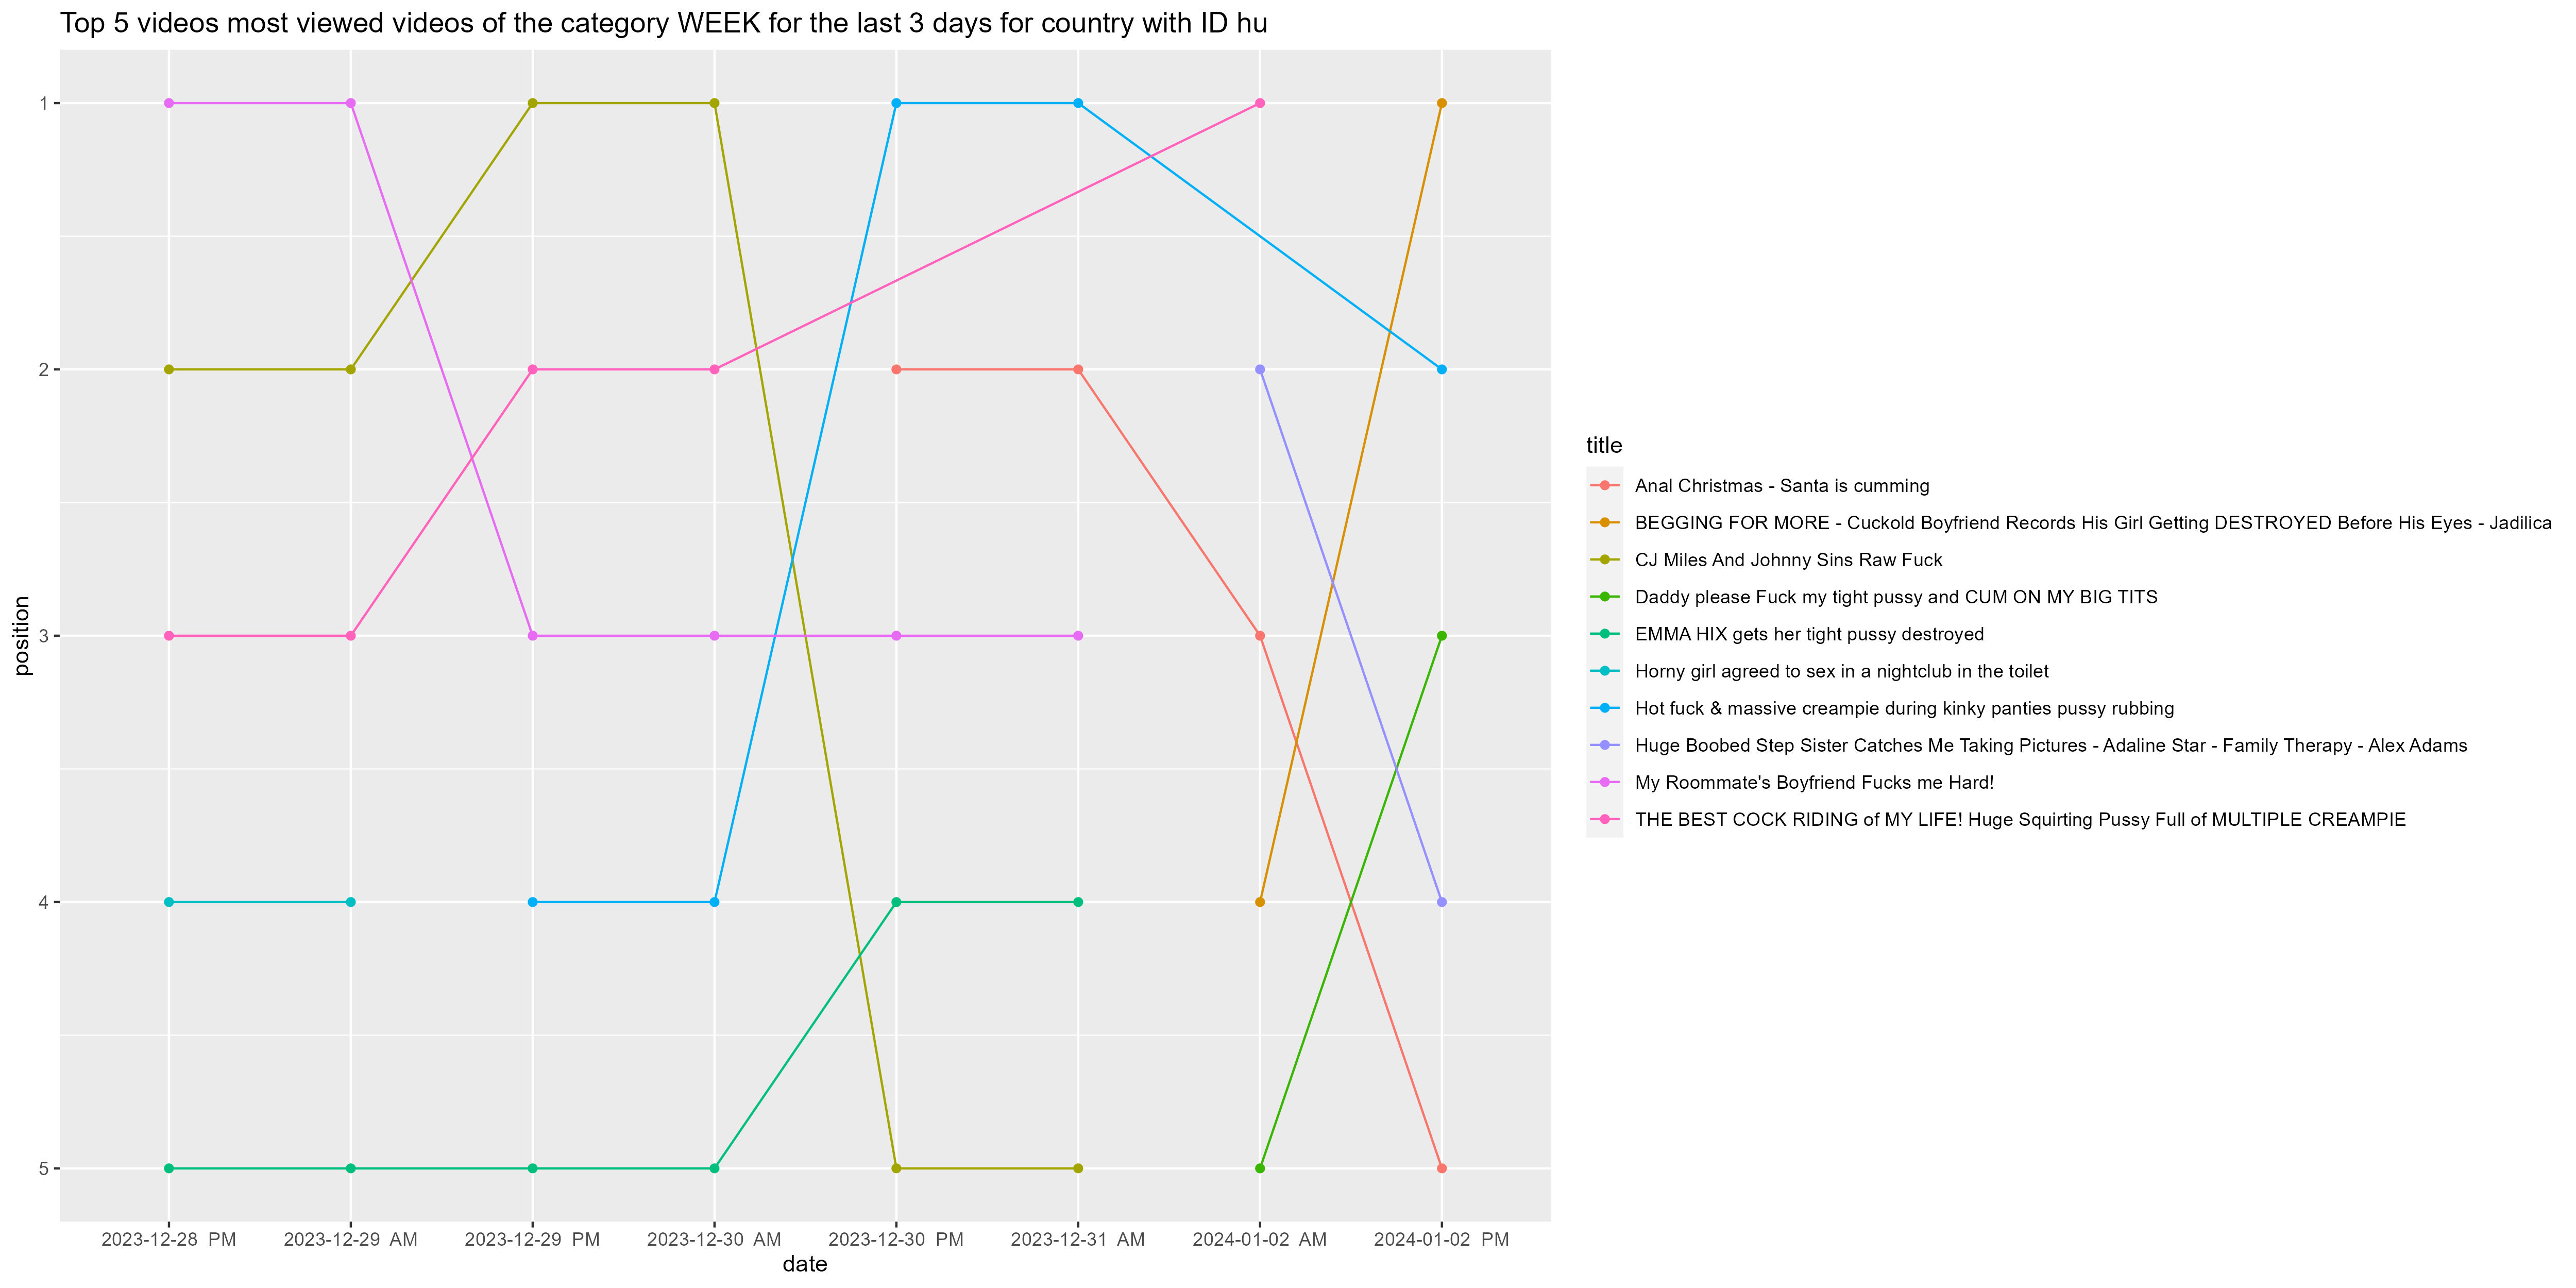 Top 5 videos most viewed videos of the category WEEK for the last 3 days for country with ID hu
1
2
3
4
5
position
2023-12-28 PM
2023-12-29 AM
2023-12-29 PM
2023-12-30 AM
2023-12-30 PM
2023-12-31 AM
2024-01-02 AM
2024-01-02 PM
date
title
Anal Christmas - Santa is cumming
BEGGING FOR MORE - Cuckold Boyfriend Records His Girl Getting DESTROYED Before His Eyes - Jadilica
CJ Miles And Johnny Sins Raw Fuck
Daddy please Fuck my tight pussy and CUM ON MY BIG TITS
EMMA HIX gets her tight pussy destroyed
Horny girl agreed to sex in a nightclub in the toilet
Hot fuck & massive creampie during kinky panties pussy rubbing
Huge Boobed Step Sister Catches Me Taking Pictures - Adaline Star - Family Therapy - Alex Adams
My Roommate's Boyfriend Fucks me Hard!
THE BEST COCK RIDING of MY LIFE! Huge Squirting Pussy Full of MULTIPLE CREAMPIE